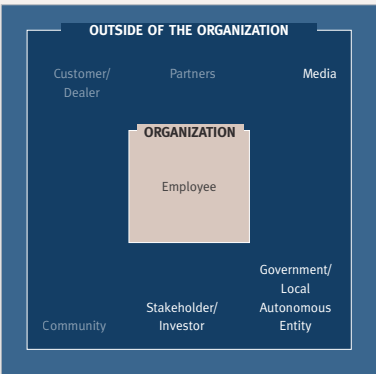 OUTSIDE OF THE ORGANIZATION
Customer/
Dealer
Partners
Media
ORGANIZATION
Employee
Community
Stakeholder/
Investor
Government/
Local
Autonomous
Entity